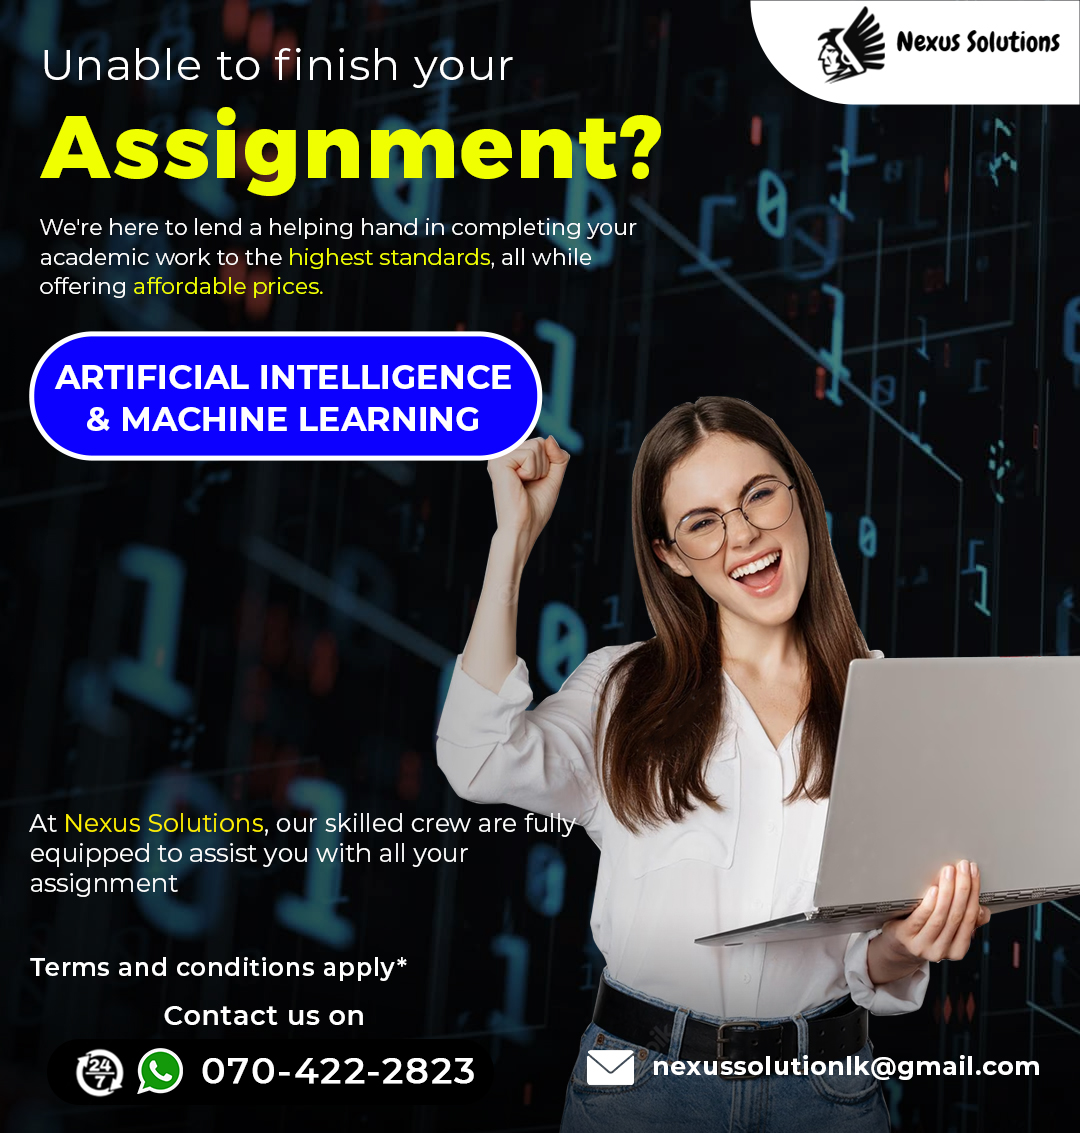 Nexus Solutions
Unable to finish your
Assignment?
We're here to lend a helping hand in completing your
academic work to the highest standards, all while
offering affordable prices.
ARTIFICIAL INTELLIGENCE
& MACHINE LEARNING
At Nexus Solutions, our skilled crew are fully
equipped to assist you with all your
assignment
Terms and conditions apply*
Contact us on
24
7
070-422-2823
nexussolutionlk@gmail.com